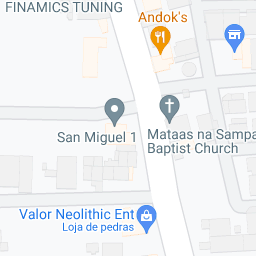 FINAMICS TUNING
Andok's
San Miguel 1
Mataas na Sampa
Baptist Church
Valor Neolithic Ent
Loja de pedras